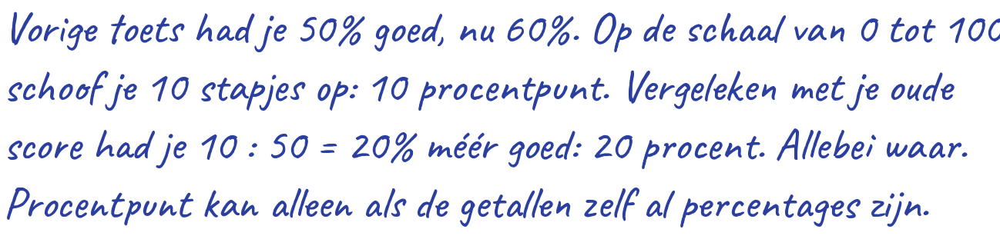 Vorige toets had je 50% goed, nu 60%. Op de schaal van 0 tot 100
schoof je 10 stapjes op: 10 procentpunt. Vergeleken met je oude
score had je 10 : 50 = 20% méér goed: 20 procent. Allebei waar.
Procentpunt kan alleen als de getallen zelf al percentages zijn.